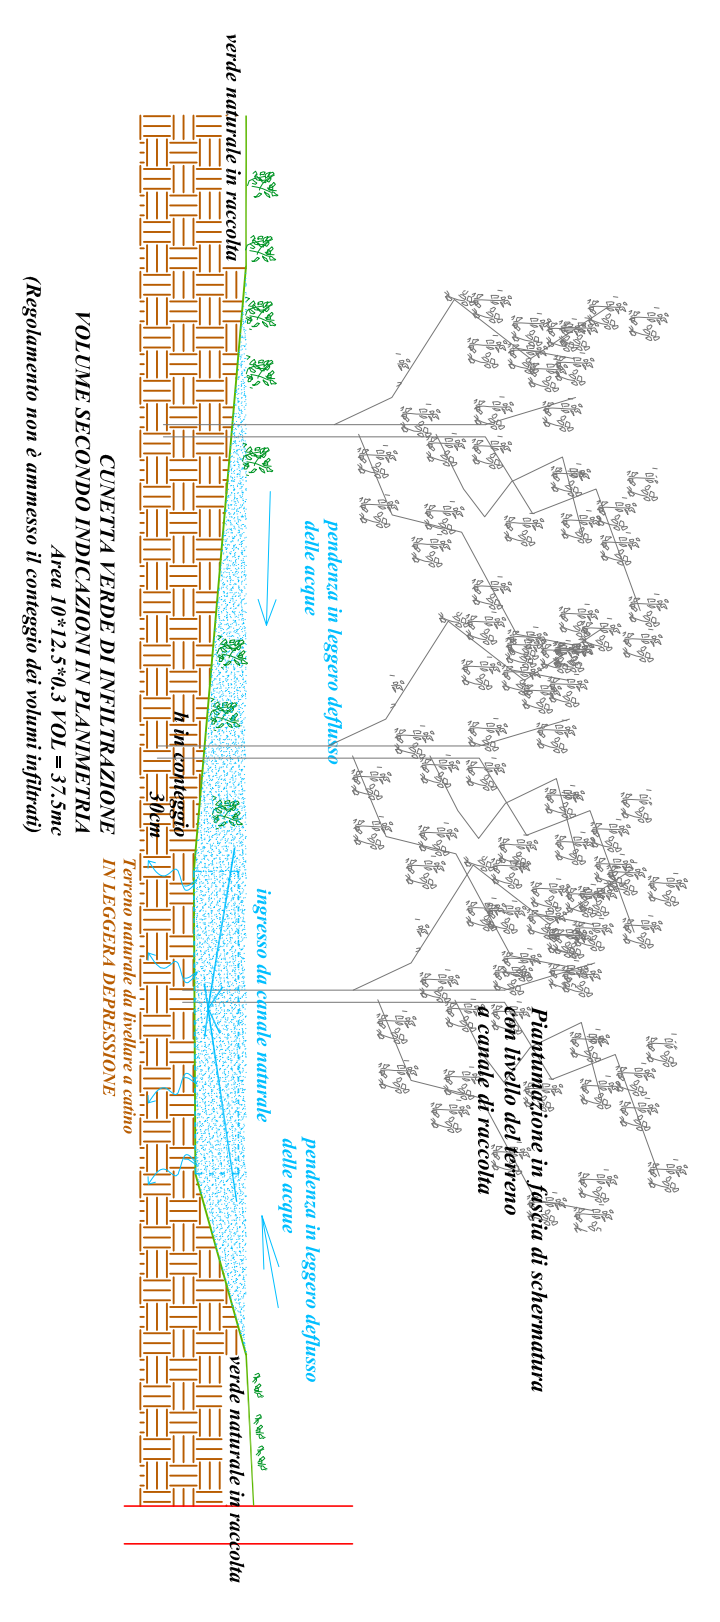 Piantumazione in fascia di schermatura
con livello del terreno
a canale di raccolta
pendenza in leggero deflusso
delle acque
ingresso da canale naturale
pendenza in leggero deflusso
delle acque
verde naturale in raccolta
verde naturale in raccolta
h in conteggio
30cm
Terreno naturale da livellare a catino
IN LEGGERA DEPRESSIONE
CUNETTA VERDE DI INFILTRAZIONE
VOLUME SECONDO INDICAZIONI IN PLANIMETRIA
Area 10*12.5*0.3 VOL = 37.5mc
(Regolamento non è ammesso il conteggio dei volumi infiltrati)